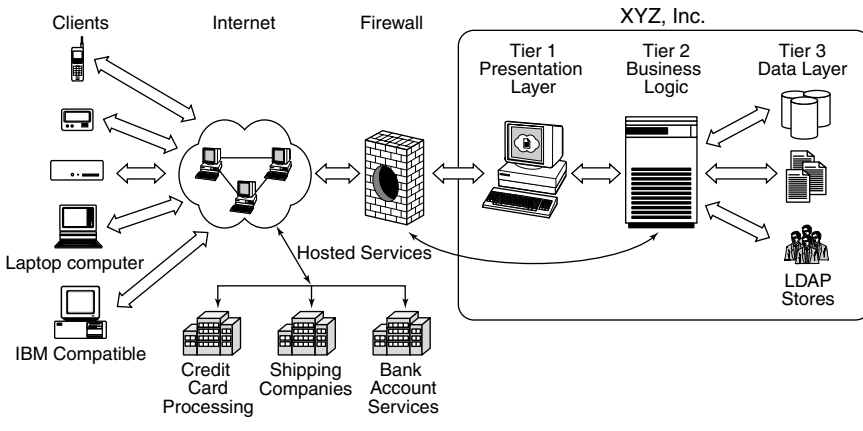 XYZ, Inc.
Clients
Internet
Firewall
Tier 1
Presentation
Layer
Tier 2
Business
Logic
Tier 3
Data Layer
Laptop computer
IBM Compatible
Hosted Services
LDAP
Stores
Credit
Card
Processing
Shipping
Companies
Bank
Account
Services